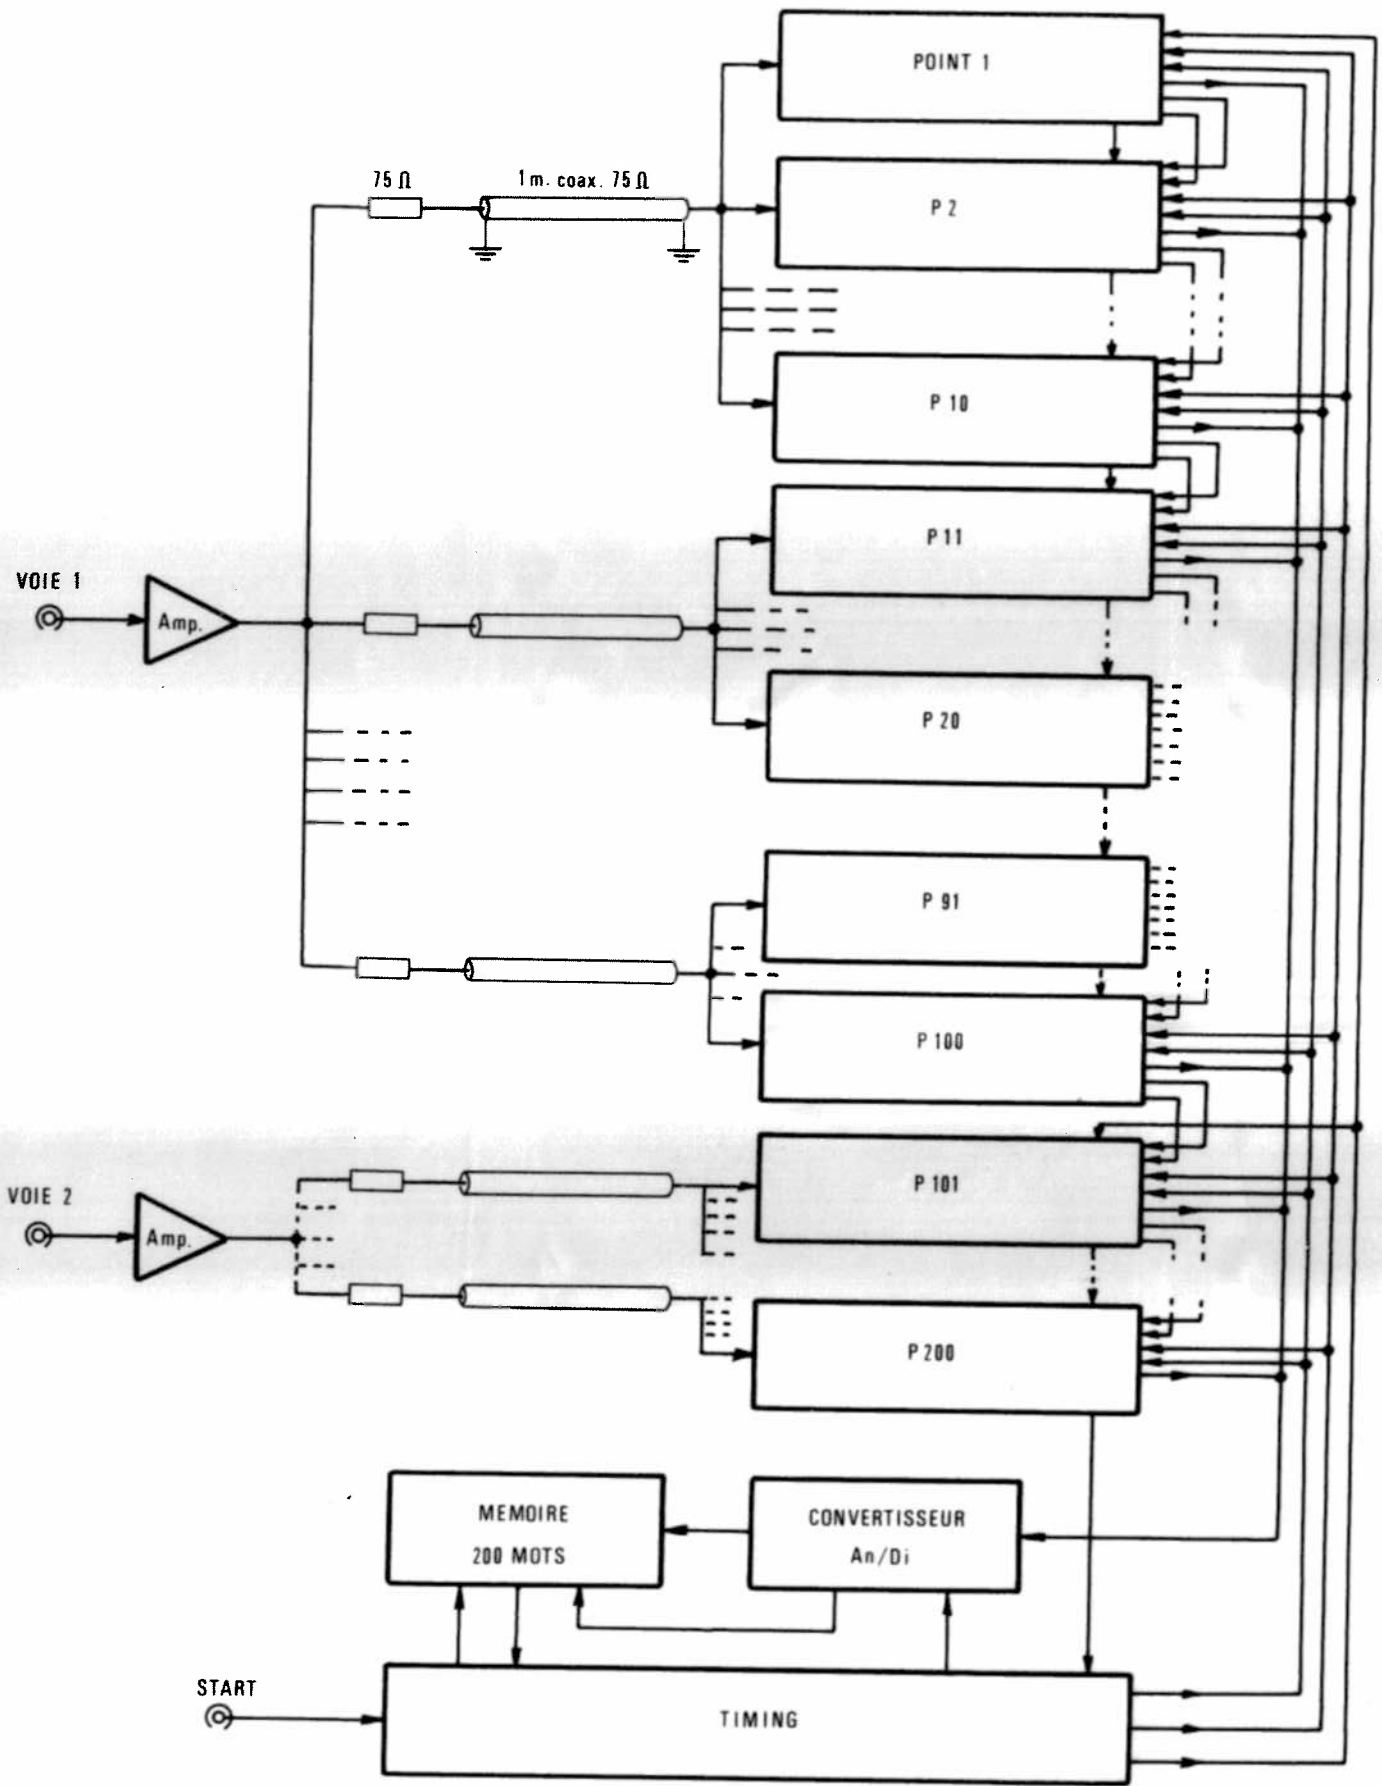 POINT 1
75 Ω
1 m. coax. 75 Ω
P 2
P 10
P 11
VOIE 1
Amp.
P 20
P 91
P 100
P 101
VOIE 2
Amp.
P 200
MEMOIRE
200 MOTS
CONVERTISSEUR
An/Di
START
TIMING